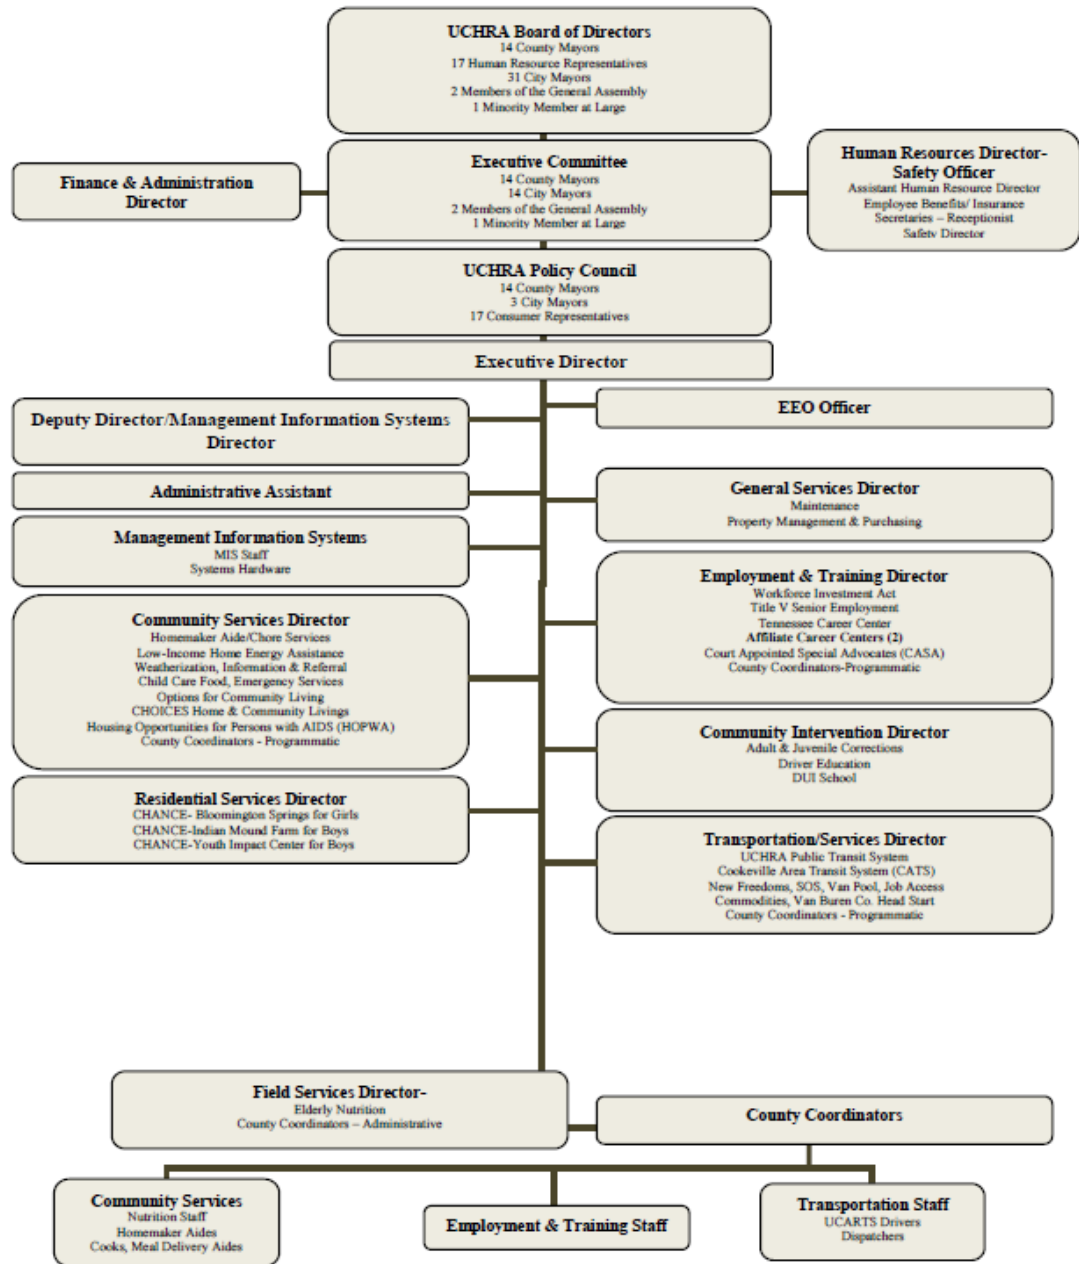 UCHRA Board of Directors
14 County Mayors
17 Human Resource Representatives
31 City Mayors
2 Members of the General Assembly
1 Minority Member at Large
Finance & Administration
Director
Executive Committee
14 County Mayors
14 City Mayors
2 Members of the General Assembly
1 Minority Member at Large
Human Resources Director-
Safety Officer
Assistant Human Resource Director
Employee Benefits/ Insurance
Secretaries – Receptionist
Safety Director
UCHRA Policy Council
14 County Mayors
3 City Mayors
17 Consumer Representatives
Executive Director
Deputy Director/Management Information Systems
Director
EEO Officer
Administrative Assistant
General Services Director
Maintenance
Property Management & Purchasing
Management Information Systems
MIS Staff
Systems Hardware
Employment & Training Director
Workforce Investment Act
Title V Senior Employment
Tennessee Career Center
Affiliate Career Centers (2)
Court Appointed Special Advocates (CASA)
County Coordinators-Programmatic
Community Services Director
Homemaker Aide/Chore Services
Low-Income Home Energy Assistance
Weatherization, Information & Referral
Child Care Food, Emergency Services
Options for Community Living
CHOICES Home & Community Livings
Housing Opportunities for Persons with AIDS (HOPWA)
County Coordinators - Programmatic
Community Intervention Director
Adult & Juvenile Corrections
Driver Education
DUI School
Residential Services Director
CHANCE- Bloomington Springs for Girls
CHANCE-Indian Mound Farm for Boys
CHANCE-Youth Impact Center for Boys
Transportation/Services Director
UCHRA Public Transit System
Cookeville Area Transit System (CATS)
New Freedoms, SOS, Van Pool, Job Access
Commodities, Van Buren Co. Head Start
County Coordinators - Programmatic
Field Services Director-
Elderly Nutrition
County Coordinators – Administrative
County Coordinators
Community Services
Nutrition Staff
Homemaker Aides
Cooks, Meal Delivery Aides
Employment & Training Staff
Transportation Staff
UCARTS Drivers
Dispatchers